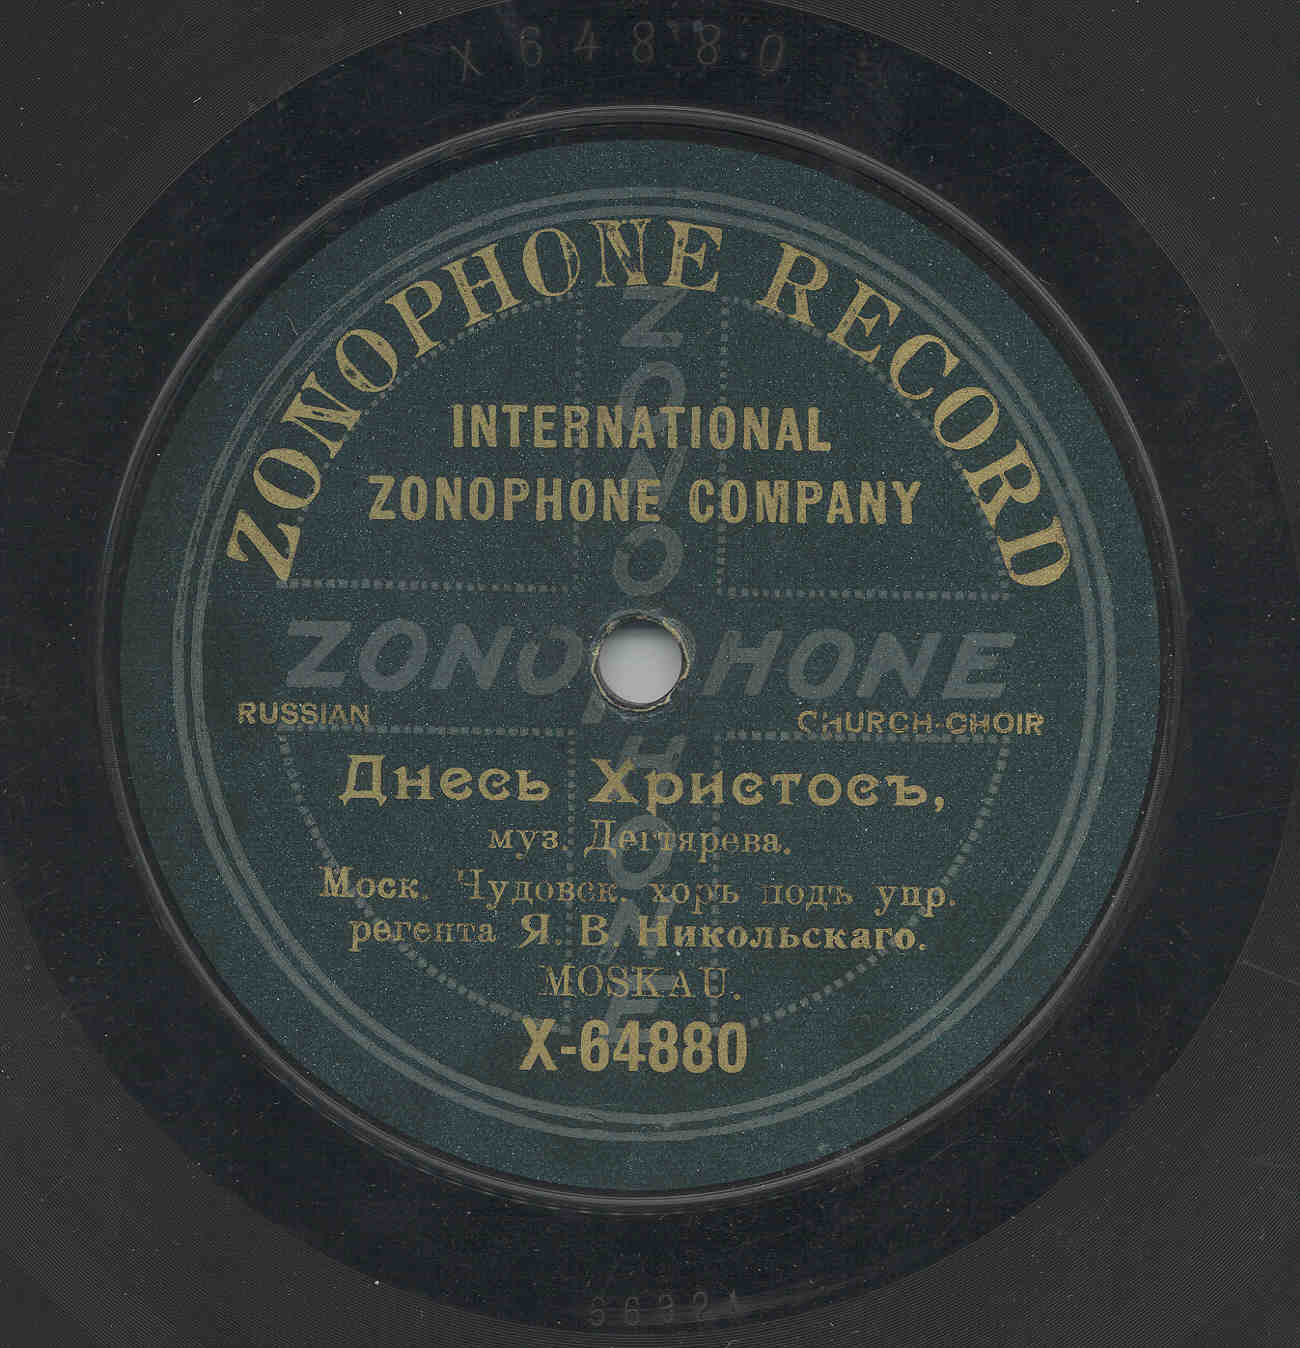 X 64880
ZONOPHONE RECORD
INTERNATIONAL
ZONOPHONE COMPANY
ZONOPHONE
ZONOPHONE
RUSSIAN CHURCH-CHOIR
Днесь Христосъ,
муз. Дегтярева.
Моск. Чудовск. хоръ подъ упр.
регента Я. В. Никольскаго.
MOSKAU.
X-64880